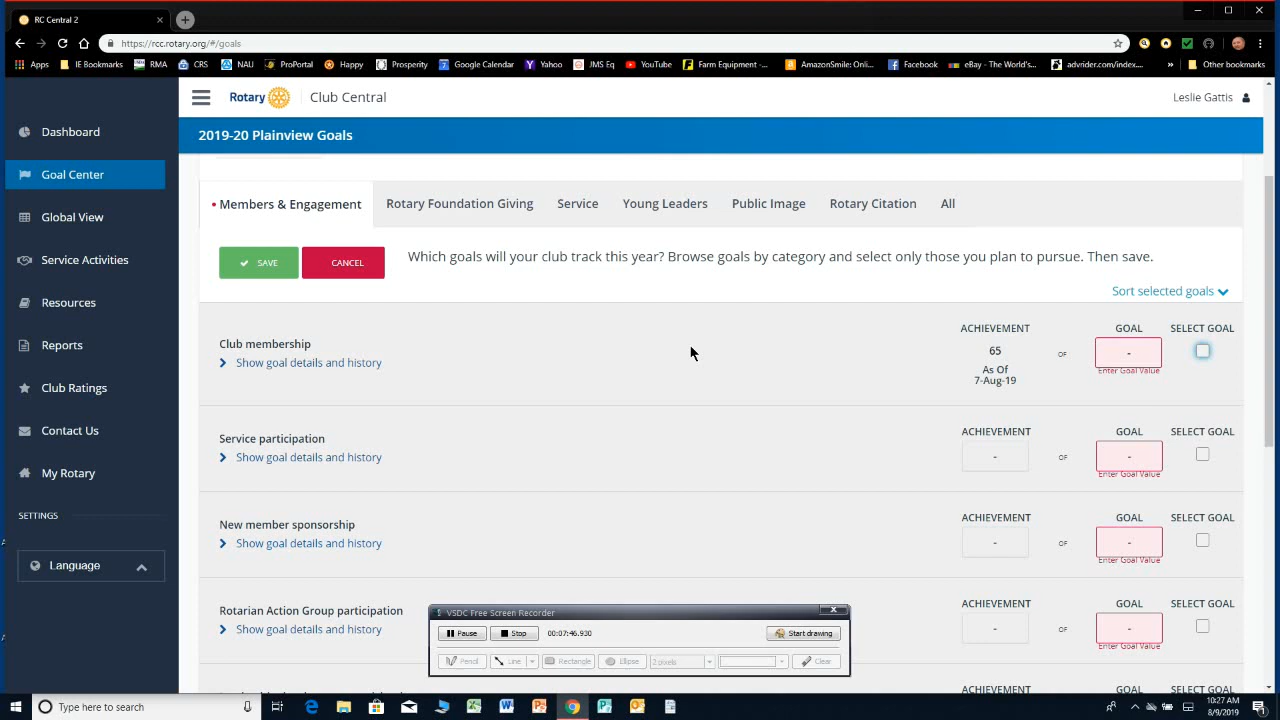 RC Central 2
https://rcc.rotary.org/#/goals
Apps IE Bookmarks RMA CRS NAU ProPortal Happy Prosperity Google Calendar Yahoo JMS Eq YouTube Farm Equipment -... AmazonSmile: Onli... Facebook eBay - The World's... advrider.com/index.... » Other bookmarks
Rotary Club Central Leslie Gattis
2019-20 Plainview Goals
Dashboard
Goal Center
Global View
Service Activities
Resources
Reports
Club Ratings
Contact Us
My Rotary
SETTINGS
Language
Members & Engagement Rotary Foundation Giving Service Young Leaders Public Image Rotary Citation All
SAVE CANCEL Which goals will your club track this year? Browse goals by category and select only those you plan to pursue. Then save.
Sort selected goals
ACHIEVEMENT GOAL SELECT GOAL
Club membership 65 OF -
Show goal details and history As Of Enter Goal Value
7-Aug-19
ACHIEVEMENT GOAL SELECT GOAL
Service participation
Show goal details and history - OF -
Enter Goal Value
ACHIEVEMENT GOAL SELECT GOAL
New member sponsorship
Show goal details and history - OF -
Enter Goal Value
ACHIEVEMENT GOAL SELECT GOAL
Rotarian Action Group participation
Show goal details and history - OF -
Enter Goal Value
ACHIEVEMENT GOAL SELECT GOAL
VSDC Free Screen Recorder
Pause Stop 00:07:46.930 Start drawing
Pencil Line Rectangle Ellipse 2 pixels Clear
Type here to search
10:27 AM
8/9/2019